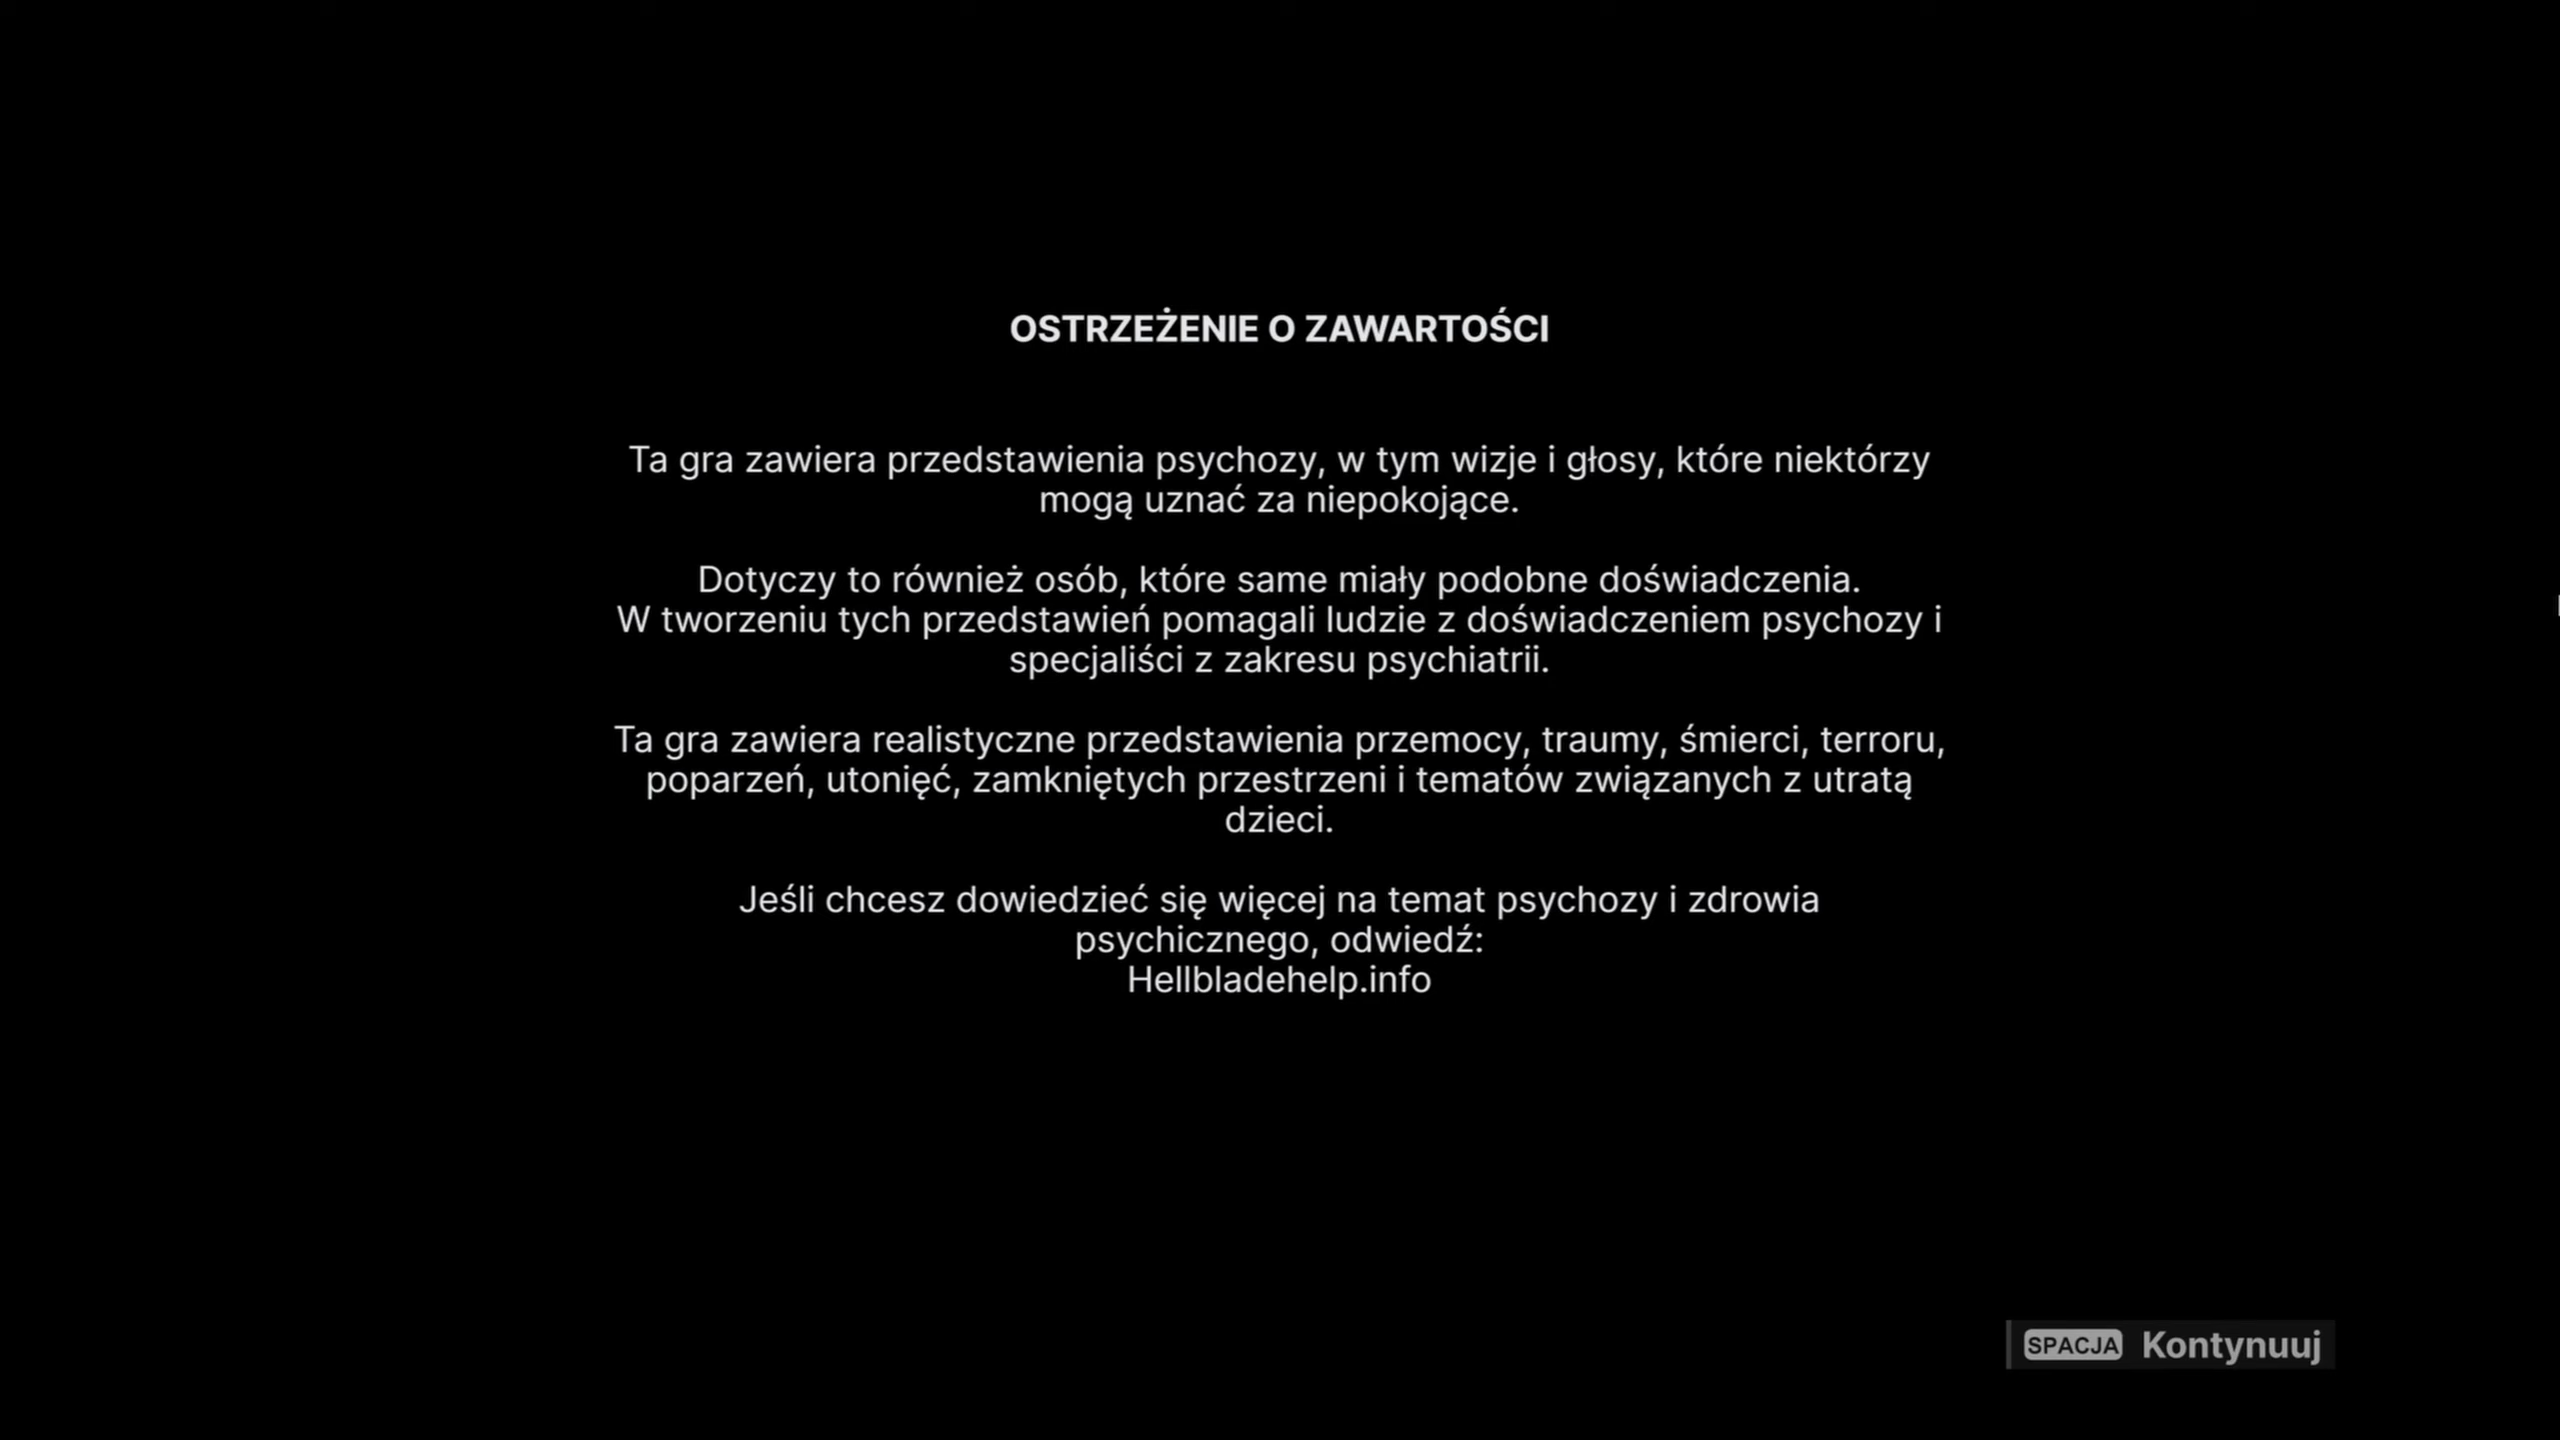 OSTRZEŻENIE O ZAWARTOŚCI
Ta gra zawiera przedstawienia psychozy, w tym wizje i głosy, które niektórzy
mogą uznać za niepokojące.
Dotyczy to również osób, które same miały podobne doświadczenia.
W tworzeniu tych przedstawień pomagali ludzie z doświadczeniem psychozy i
specjaliści z zakresu psychiatrii.
Ta gra zawiera realistyczne przedstawienia przemocy, traumy, śmierci, terroru,
poparzeń, utonięć, zamkniętych przestrzeni i tematów związanych z utratą
dzieci.
Jeśli chcesz dowiedzieć się więcej na temat psychozy i zdrowia
psychicznego, odwiedź:
Hellbladehelp.info
SPACJA Kontynuuj